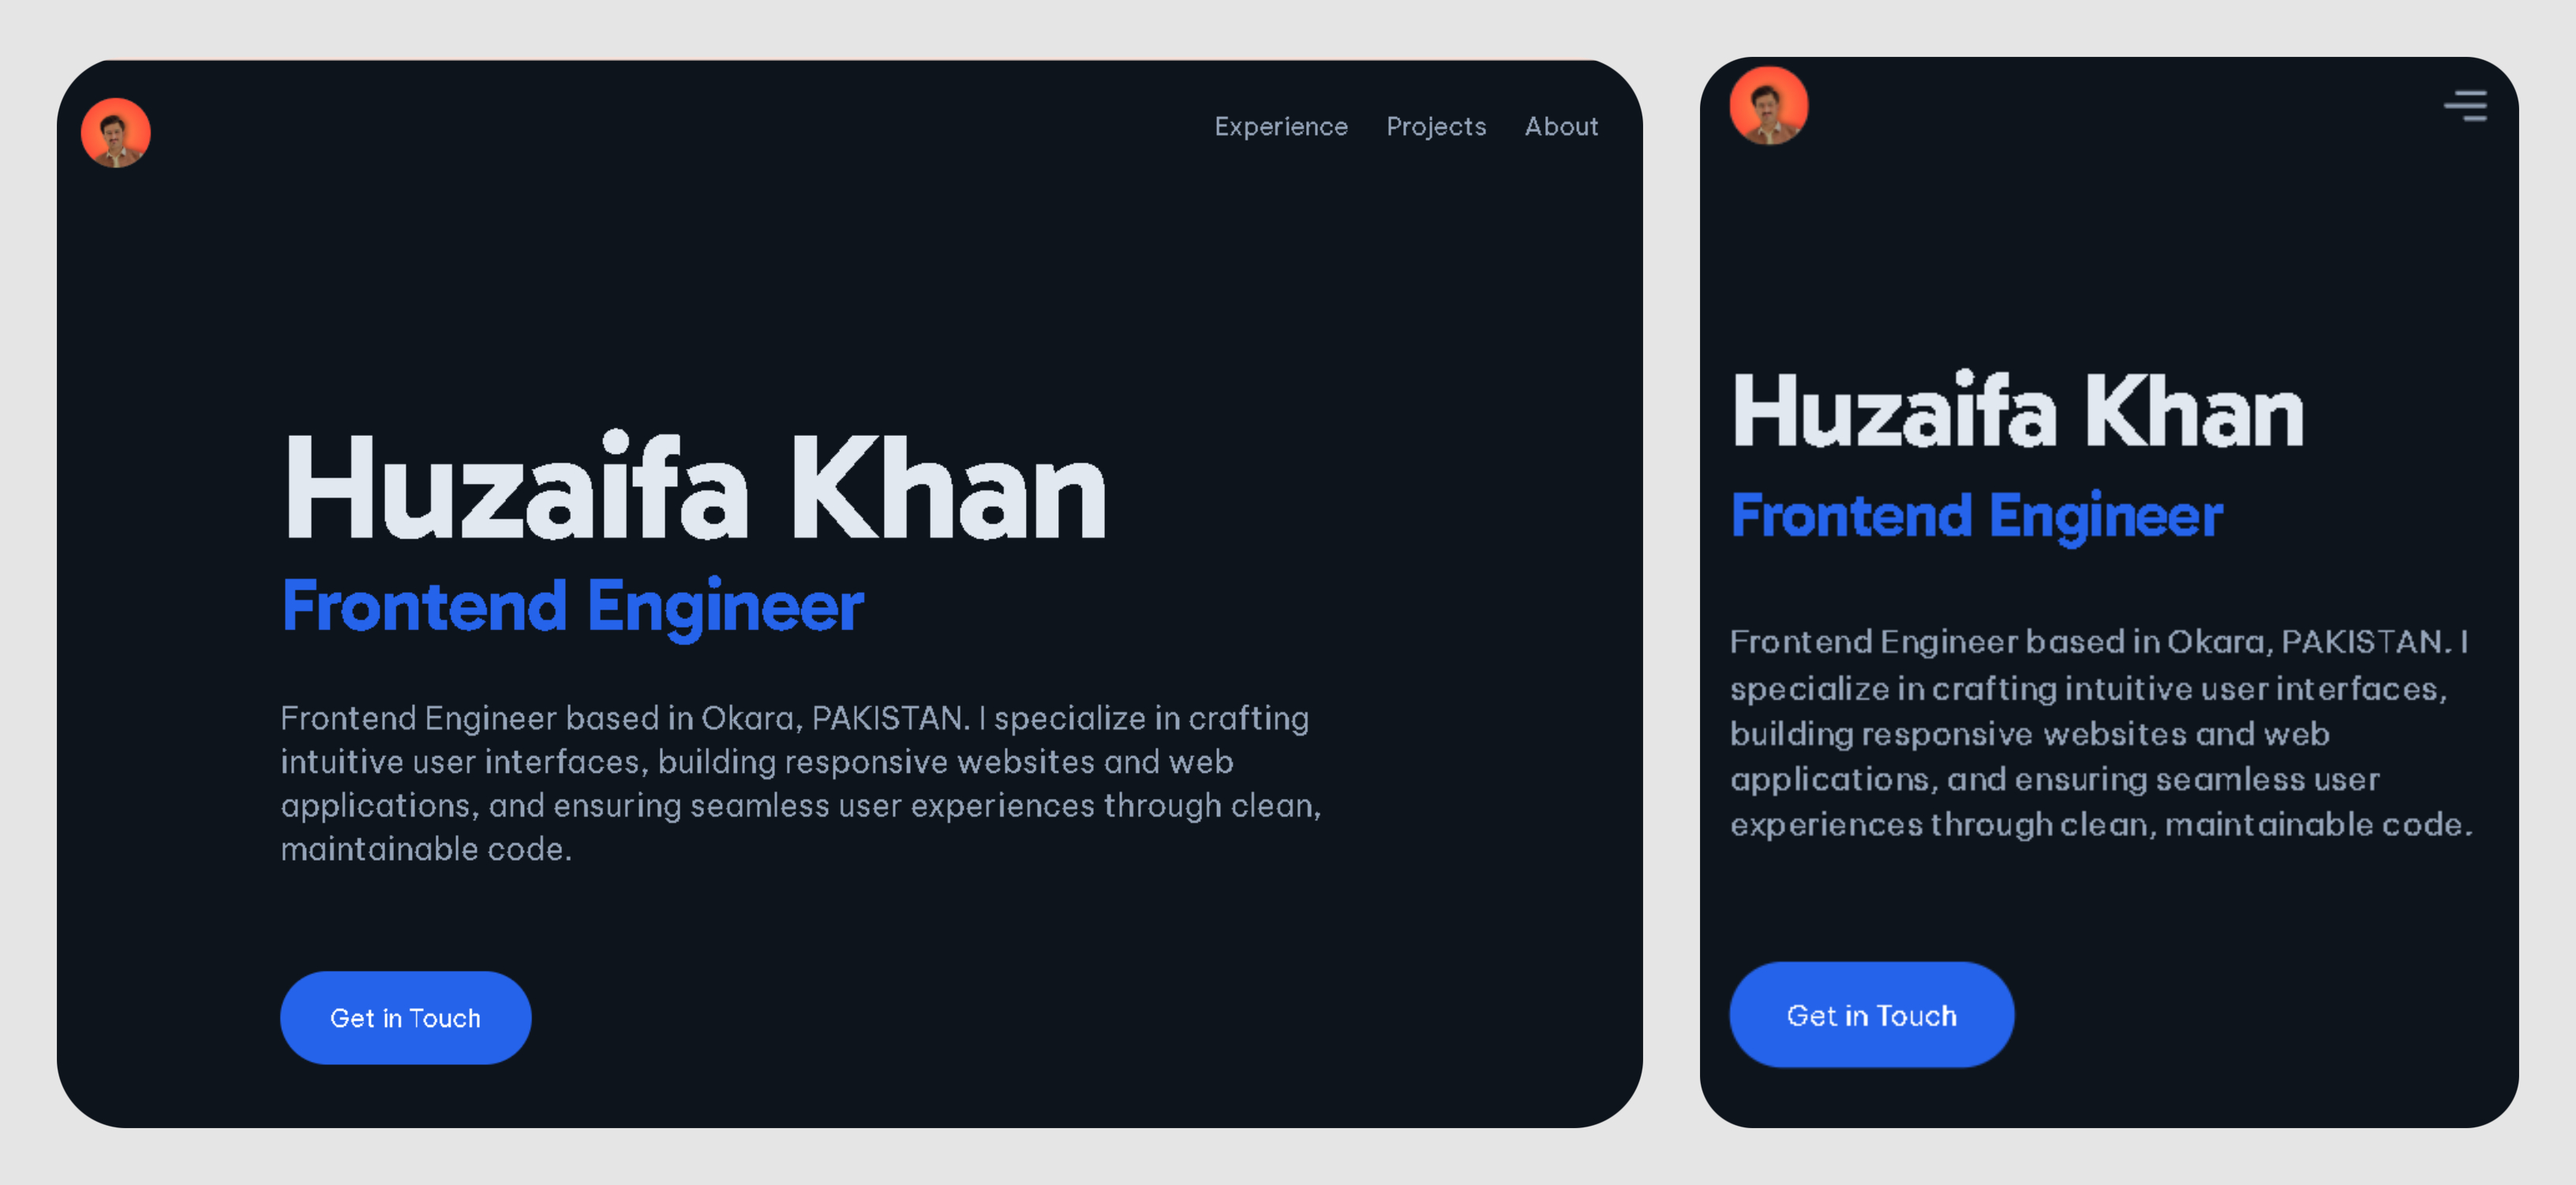 Experience Projects About
Huzaifa Khan
Frontend Engineer
Frontend Engineer based in Okara, PAKISTAN. I specialize in crafting
intuitive user interfaces, building responsive websites and web
applications, and ensuring seamless user experiences through clean,
maintainable code.
Get in Touch
Huzaifa Khan
Frontend Engineer
Frontend Engineer based in Okara, PAKISTAN. I
specialize in crafting intuitive user interfaces,
building responsive websites and web
applications, and ensuring seamless user
experiences through clean, maintainable code.
Get in Touch